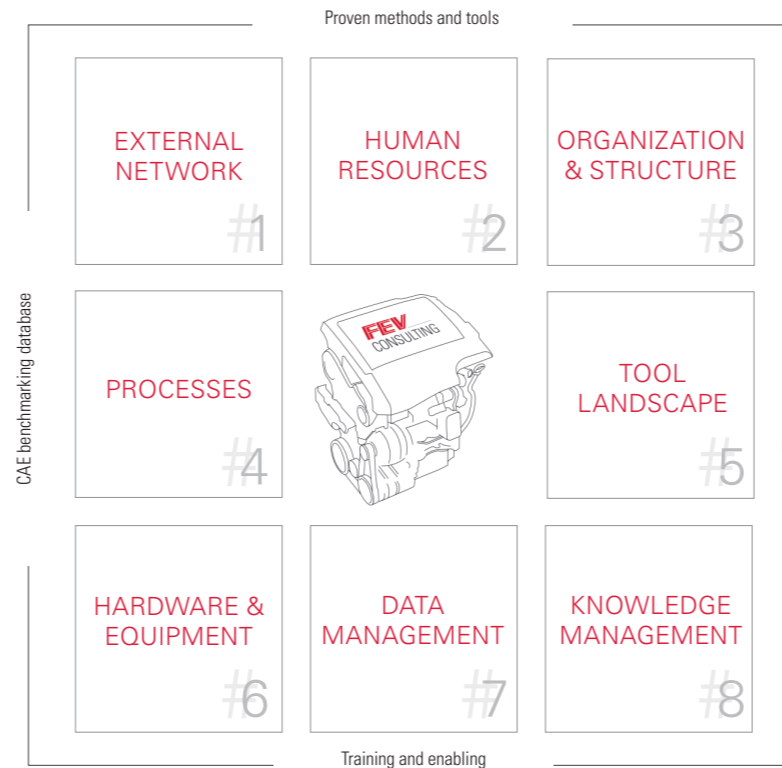 Proven methods and tools
EXTERNAL
NETWORK
#1
HUMAN
RESOURCES
#2
ORGANIZATION
& STRUCTURE
#3
CAE benchmarking database
PROCESSES
#4
FEV
CONSULTING
TOOL
LANDSCAPE
#5
HARDWARE &
EQUIPMENT
#6
DATA
MANAGEMENT
#7
KNOWLEDGE
MANAGEMENT
#8
Training and enabling